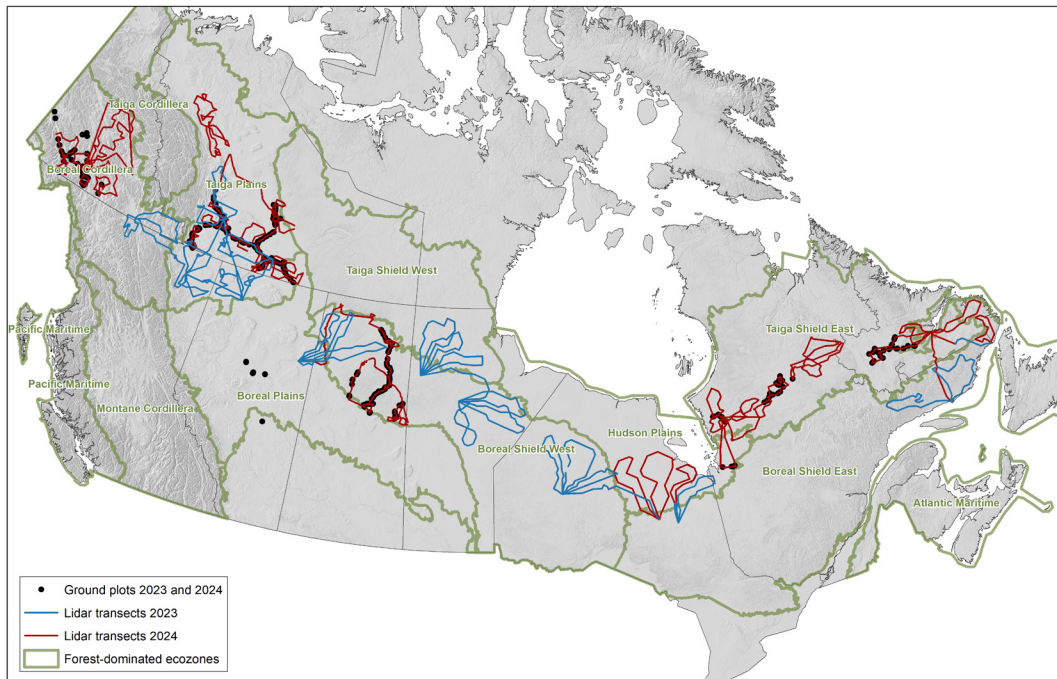 Taiga Cordillera
Boreal Cordillera
Taiga Plains
Taiga Shield West
Taiga Shield East
Pacific Maritime
Pacific Maritime
Montane Cordillera
Boreal Plains
Hudson Plains
Boreal Shield West
Boreal Shield East
Atlantic Maritime
Ground plots 2023 and 2024
Lidar transects 2023
Lidar transects 2024
Forest-dominated ecozones